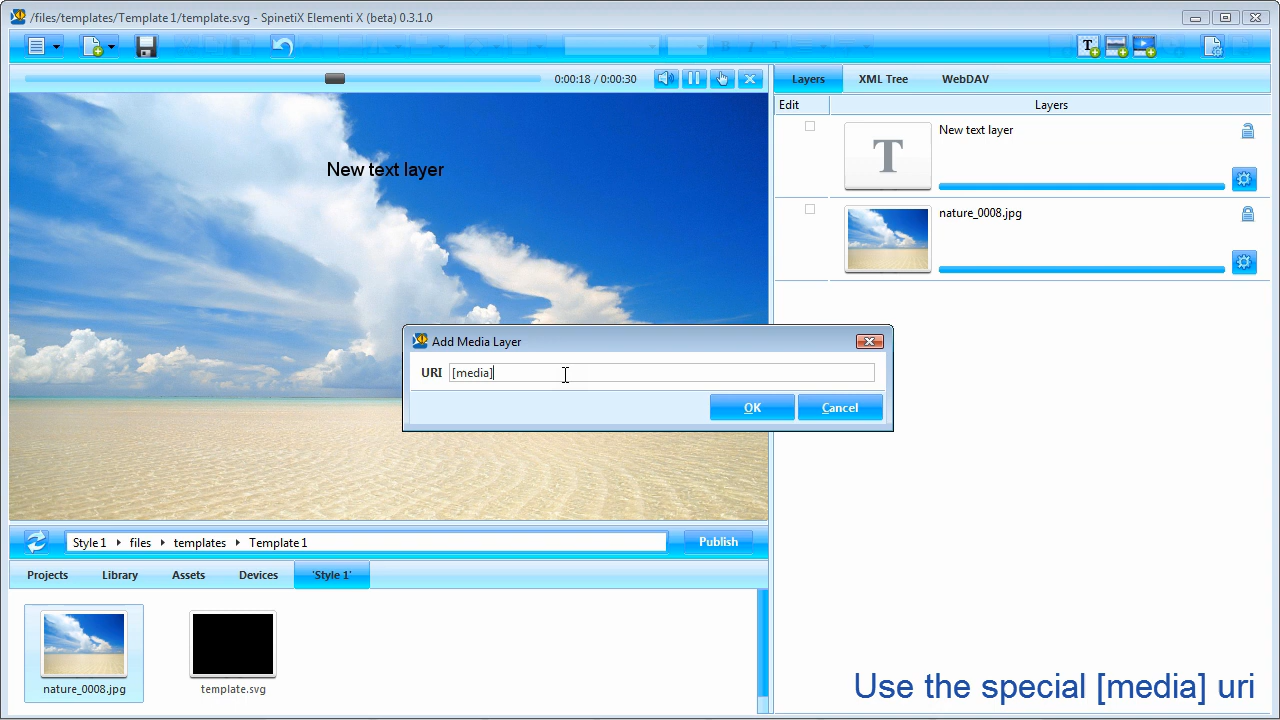 /files/templates/Template 1/template.svg - SpinetiX Elementi X (beta) 0.3.1.0
T
0:00:18 / 0:00:30
Layers XML Tree WebDAV
Edit Layers
New text layer
T
New text layer
nature_0008.jpg
Add Media Layer
URI [media]
OK Cancel
Style 1 files templates Template 1
Publish
Projects Library Assets Devices 'Style 1'
nature_0008.jpg template.svg
Use the special [media] uri